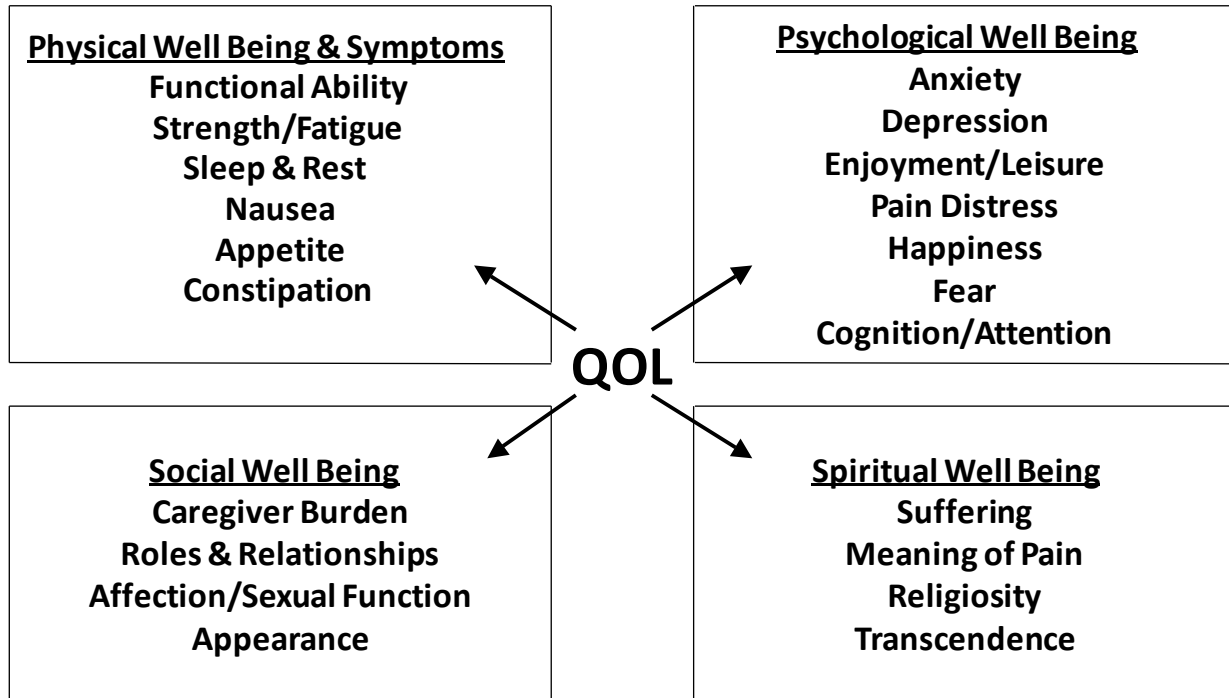 Physical Well Being & Symptoms
Functional Ability
Strength/Fatigue
Sleep & Rest
Nausea
Appetite
Constipation
Psychological Well Being
Anxiety
Depression
Enjoyment/Leisure
Pain Distress
Happiness
Fear
Cognition/Attention
QOL
Social Well Being
Caregiver Burden
Roles & Relationships
Affection/Sexual Function
Appearance
Spiritual Well Being
Suffering
Meaning of Pain
Religiosity
Transcendence